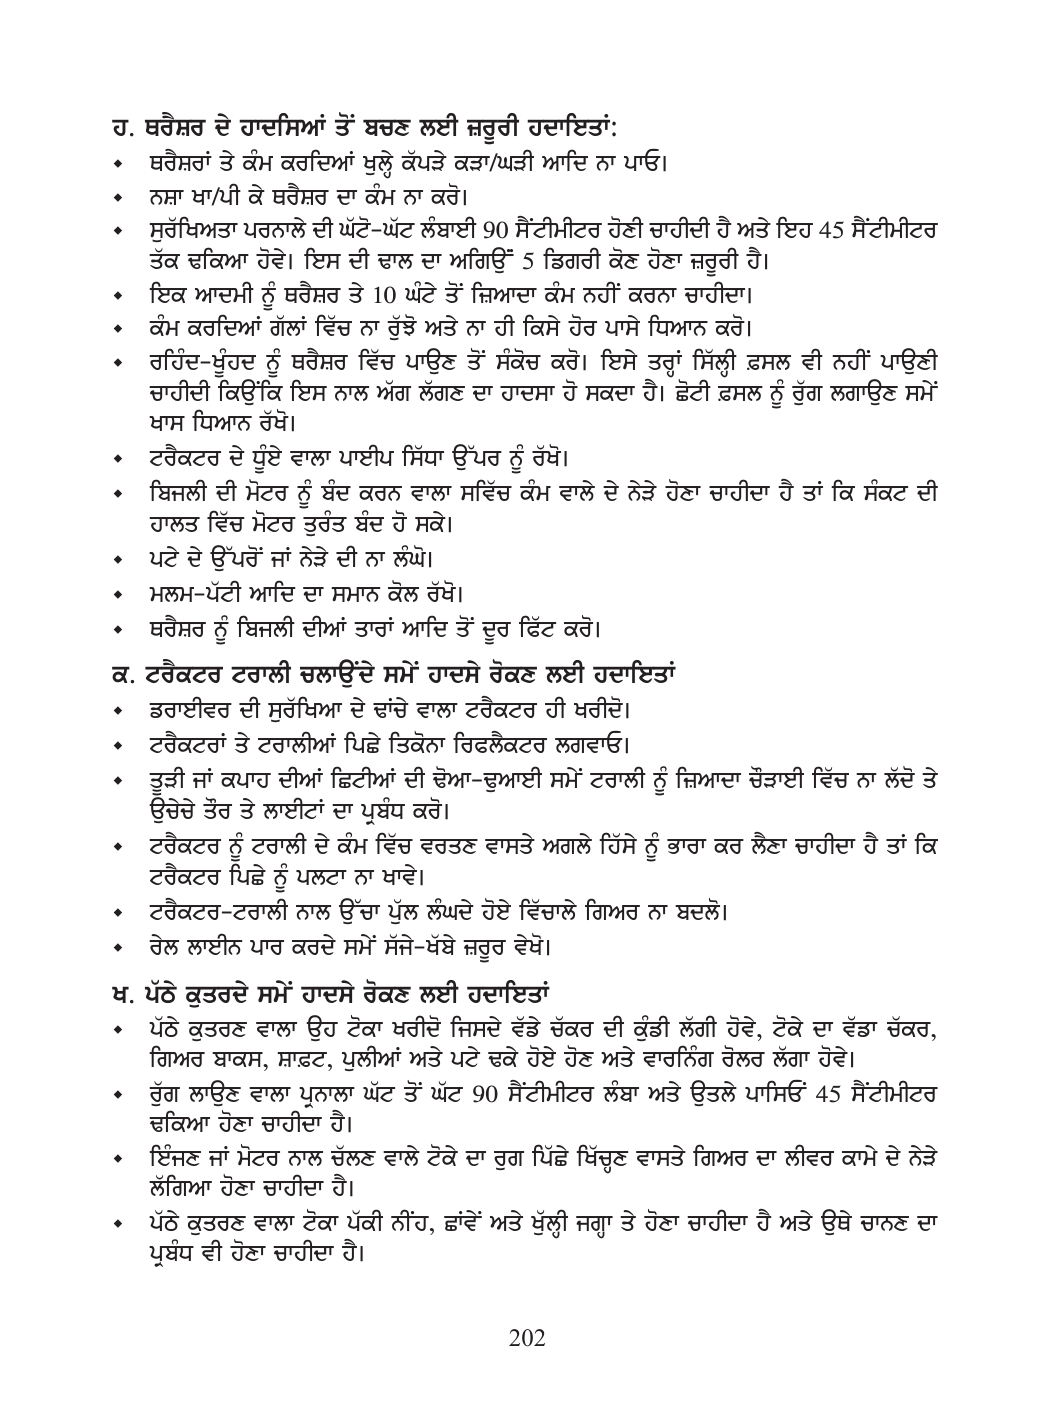 ਹ. ਥਰੈਸ਼ਰ ਦੇ ਹਾਦਸਿਆਂ ਤੋਂ ਬਚਣ ਲਈ ਜ਼ਰੂਰੀ ਹਦਾਇਤਾਂ:
◆ ਥਰੈਸ਼ਰਾਂ ਤੇ ਕੰਮ ਕਰਦਿਆਂ ਖੁਲ੍ਹੇ ਕੱਪੜੇ ਕੜਾ/ਘੜੀ ਆਦਿ ਨਾ ਪਾਓ।
◆ ਨਸ਼ਾ ਖਾ/ਪੀ ਕੇ ਥਰੈਸ਼ਰ ਦਾ ਕੰਮ ਨਾ ਕਰੋ।
◆ ਸੁਰੱਖਿਅਤਾ ਪਰਨਾਲੇ ਦੀ ਘੱਟੋ-ਘੱਟ ਲੰਬਾਈ 90 ਸੈਂਟੀਮੀਟਰ ਹੋਣੀ ਚਾਹੀਦੀ ਹੈ ਅਤੇ ਇਹ 45 ਸੈਂਟੀਮੀਟਰ
ਤੱਕ ਢਕਿਆ ਹੋਵੇ। ਇਸ ਦੀ ਢਾਲ ਦਾ ਅਗਿਉਂ 5 ਡਿਗਰੀ ਕੋਣ ਹੋਣਾ ਜ਼ਰੂਰੀ ਹੈ।
◆ ਇਕ ਆਦਮੀ ਨੂੰ ਥਰੈਸ਼ਰ ਤੇ 10 ਘੰਟੇ ਤੋਂ ਜ਼ਿਆਦਾ ਕੰਮ ਨਹੀਂ ਕਰਨਾ ਚਾਹੀਦਾ।
◆ ਕੰਮ ਕਰਦਿਆਂ ਗੱਲਾਂ ਵਿੱਚ ਨਾ ਰੁੱਝੋ ਅਤੇ ਨਾ ਹੀ ਕਿਸੇ ਹੋਰ ਪਾਸੇ ਧਿਆਨ ਕਰੋ।
◆ ਰਹਿੰਦ-ਖੂੰਹਦ ਨੂੰ ਥਰੈਸ਼ਰ ਵਿੱਚ ਪਾਉਣ ਤੋਂ ਸੰਕੋਚ ਕਰੋ। ਇਸੇ ਤਰ੍ਹਾਂ ਸਿੱਲ੍ਹੀ ਫ਼ਸਲ ਵੀ ਨਹੀਂ ਪਾਉਣੀ
ਚਾਹੀਦੀ ਕਿਉਂਕਿ ਇਸ ਨਾਲ ਅੱਗ ਲੱਗਣ ਦਾ ਹਾਦਸਾ ਹੋ ਸਕਦਾ ਹੈ। ਛੋਟੀ ਫ਼ਸਲ ਨੂੰ ਰੁੱਗ ਲਗਾਉਣ ਸਮੇਂ
ਖਾਸ ਧਿਆਨ ਰੱਖੋ।
◆ ਟਰੈਕਟਰ ਦੇ ਧੂੰਏ ਵਾਲਾ ਪਾਈਪ ਸਿੱਧਾ ਉੱਪਰ ਨੂੰ ਰੱਖੋ।
◆ ਬਿਜਲੀ ਦੀ ਮੋਟਰ ਨੂੰ ਬੰਦ ਕਰਨ ਵਾਲਾ ਸਵਿੱਚ ਕੰਮ ਵਾਲੇ ਦੇ ਨੇੜੇ ਹੋਣਾ ਚਾਹੀਦਾ ਹੈ ਤਾਂ ਕਿ ਸੰਕਟ ਦੀ
ਹਾਲਤ ਵਿੱਚ ਮੋਟਰ ਤੁਰੰਤ ਬੰਦ ਹੋ ਸਕੇ।
◆ ਪਟੇ ਦੇ ਉੱਪਰੋਂ ਜਾਂ ਨੇੜੇ ਦੀ ਨਾ ਲੰਘੋ।
◆ ਮਲਮ-ਪੱਟੀ ਆਦਿ ਦਾ ਸਮਾਨ ਕੋਲ ਰੱਖੋ।
◆ ਥਰੈਸ਼ਰ ਨੂੰ ਬਿਜਲੀ ਦੀਆਂ ਤਾਰਾਂ ਆਦਿ ਤੋਂ ਦੂਰ ਫਿੱਟ ਕਰੋ।
ਕ. ਟਰੈਕਟਰ ਟਰਾਲੀ ਚਲਾਉਂਦੇ ਸਮੇਂ ਹਾਦਸੇ ਰੋਕਣ ਲਈ ਹਦਾਇਤਾਂ
◆ ਡਰਾਈਵਰ ਦੀ ਸੁਰੱਖਿਆ ਦੇ ਢਾਂਚੇ ਵਾਲਾ ਟਰੈਕਟਰ ਹੀ ਖਰੀਦੋ।
◆ ਟਰੈਕਟਰਾਂ ਤੇ ਟਰਾਲੀਆਂ ਪਿਛੇ ਤਿਕੋਨਾ ਰਿਫਲੈਕਟਰ ਲਗਵਾਓ।
◆ ਤੂੜੀ ਜਾਂ ਕਪਾਹ ਦੀਆਂ ਛਿਟੀਆਂ ਦੀ ਢੋਆ-ਢੁਆਈ ਸਮੇਂ ਟਰਾਲੀ ਨੂੰ ਜ਼ਿਆਦਾ ਚੌੜਾਈ ਵਿੱਚ ਨਾ ਲੱਦੋ ਤੇ
ਉਚੇਚੇ ਤੌਰ ਤੇ ਲਾਈਟਾਂ ਦਾ ਪ੍ਰਬੰਧ ਕਰੋ।
◆ ਟਰੈਕਟਰ ਨੂੰ ਟਰਾਲੀ ਦੇ ਕੰਮ ਵਿੱਚ ਵਰਤਣ ਵਾਸਤੇ ਅਗਲੇ ਹਿੱਸੇ ਨੂੰ ਭਾਰਾ ਕਰ ਲੈਣਾ ਚਾਹੀਦਾ ਹੈ ਤਾਂ ਕਿ
ਟਰੈਕਟਰ ਪਿਛੇ ਨੂੰ ਪਲਟਾ ਨਾ ਖਾਵੇ।
◆ ਟਰੈਕਟਰ-ਟਰਾਲੀ ਨਾਲ ਉੱਚਾ ਪੁੱਲ ਲੰਘਦੇ ਹੋਏ ਵਿੱਚਾਲੇ ਗਿਅਰ ਨਾ ਬਦਲੋ।
◆ ਰੇਲ ਲਾਈਨ ਪਾਰ ਕਰਦੇ ਸਮੇਂ ਸੱਜੇ-ਖੱਬੇ ਜ਼ਰੂਰ ਵੇਖੋ।
ਖ. ਪੱਠੇ ਕੁਤਰਦੇ ਸਮੇਂ ਹਾਦਸੇ ਰੋਕਣ ਲਈ ਹਦਾਇਤਾਂ
◆ ਪੱਠੇ ਕੁਤਰਣ ਵਾਲਾ ਉਹ ਟੋਕਾ ਖਰੀਦੋ ਜਿਸਦੇ ਵੱਡੇ ਚੱਕਰ ਦੀ ਕੁੰਡੀ ਲੱਗੀ ਹੋਵੇ, ਟੋਕੇ ਦਾ ਵੱਡਾ ਚੱਕਰ,
ਗਿਅਰ ਬਾਕਸ, ਸ਼ਾਫ਼ਟ, ਪੁਲੀਆਂ ਅਤੇ ਪਟੇ ਢਕੇ ਹੋਏ ਹੋਣ ਅਤੇ ਵਾਰਨਿੰਗ ਰੋਲਰ ਲੱਗਾ ਹੋਵੇ।
◆ ਰੁੱਗ ਲਾਉਣ ਵਾਲਾ ਪ੍ਰਨਾਲਾ ਘੱਟ ਤੋਂ ਘੱਟ 90 ਸੈਂਟੀਮੀਟਰ ਲੰਬਾ ਅਤੇ ਉਤਲੇ ਪਾਸਿਓਂ 45 ਸੈਂਟੀਮੀਟਰ
ਢਕਿਆ ਹੋਣਾ ਚਾਹੀਦਾ ਹੈ।
◆ ਇੰਜਣ ਜਾਂ ਮੋਟਰ ਨਾਲ ਚੱਲਣ ਵਾਲੇ ਟੋਕੇ ਦਾ ਰੁਗ ਪਿੱਛੇ ਖਿੱਚ੍ਹਣ ਵਾਸਤੇ ਗਿਅਰ ਦਾ ਲੀਵਰ ਕਾਮੇ ਦੇ ਨੇੜੇ
ਲੱਗਿਆ ਹੋਣਾ ਚਾਹੀਦਾ ਹੈ।
◆ ਪੱਠੇ ਕੁਤਰਣ ਵਾਲਾ ਟੋਕਾ ਪੱਕੀ ਨੀਂਹ, ਛਾਂਵੇਂ ਅਤੇ ਖੁੱਲ੍ਹੀ ਜਗ੍ਹਾ ਤੇ ਹੋਣਾ ਚਾਹੀਦਾ ਹੈ ਅਤੇ ਉਥੇ ਚਾਨਣ ਦਾ
ਪ੍ਰਬੰਧ ਵੀ ਹੋਣਾ ਚਾਹੀਦਾ ਹੈ।
202